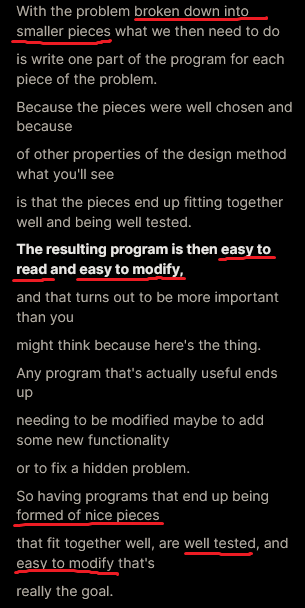 With the problem broken down into
smaller pieces what we then need to do
is write one part of the program for each
piece of the problem.
Because the pieces were well chosen and
because
of other properties of the design method
what you'll see
is that the pieces end up fitting together
well and being well tested.
The resulting program is then easy to
read and easy to modify,
and that turns out to be more important
than you
might think because here's the thing.
Any program that's actually useful ends
up
needing to be modified maybe to add
some new functionality
or to fix a hidden problem.
So having programs that end up being
formed of nice pieces
that fit together well, are well tested, and
easy to modify that's
really the goal.